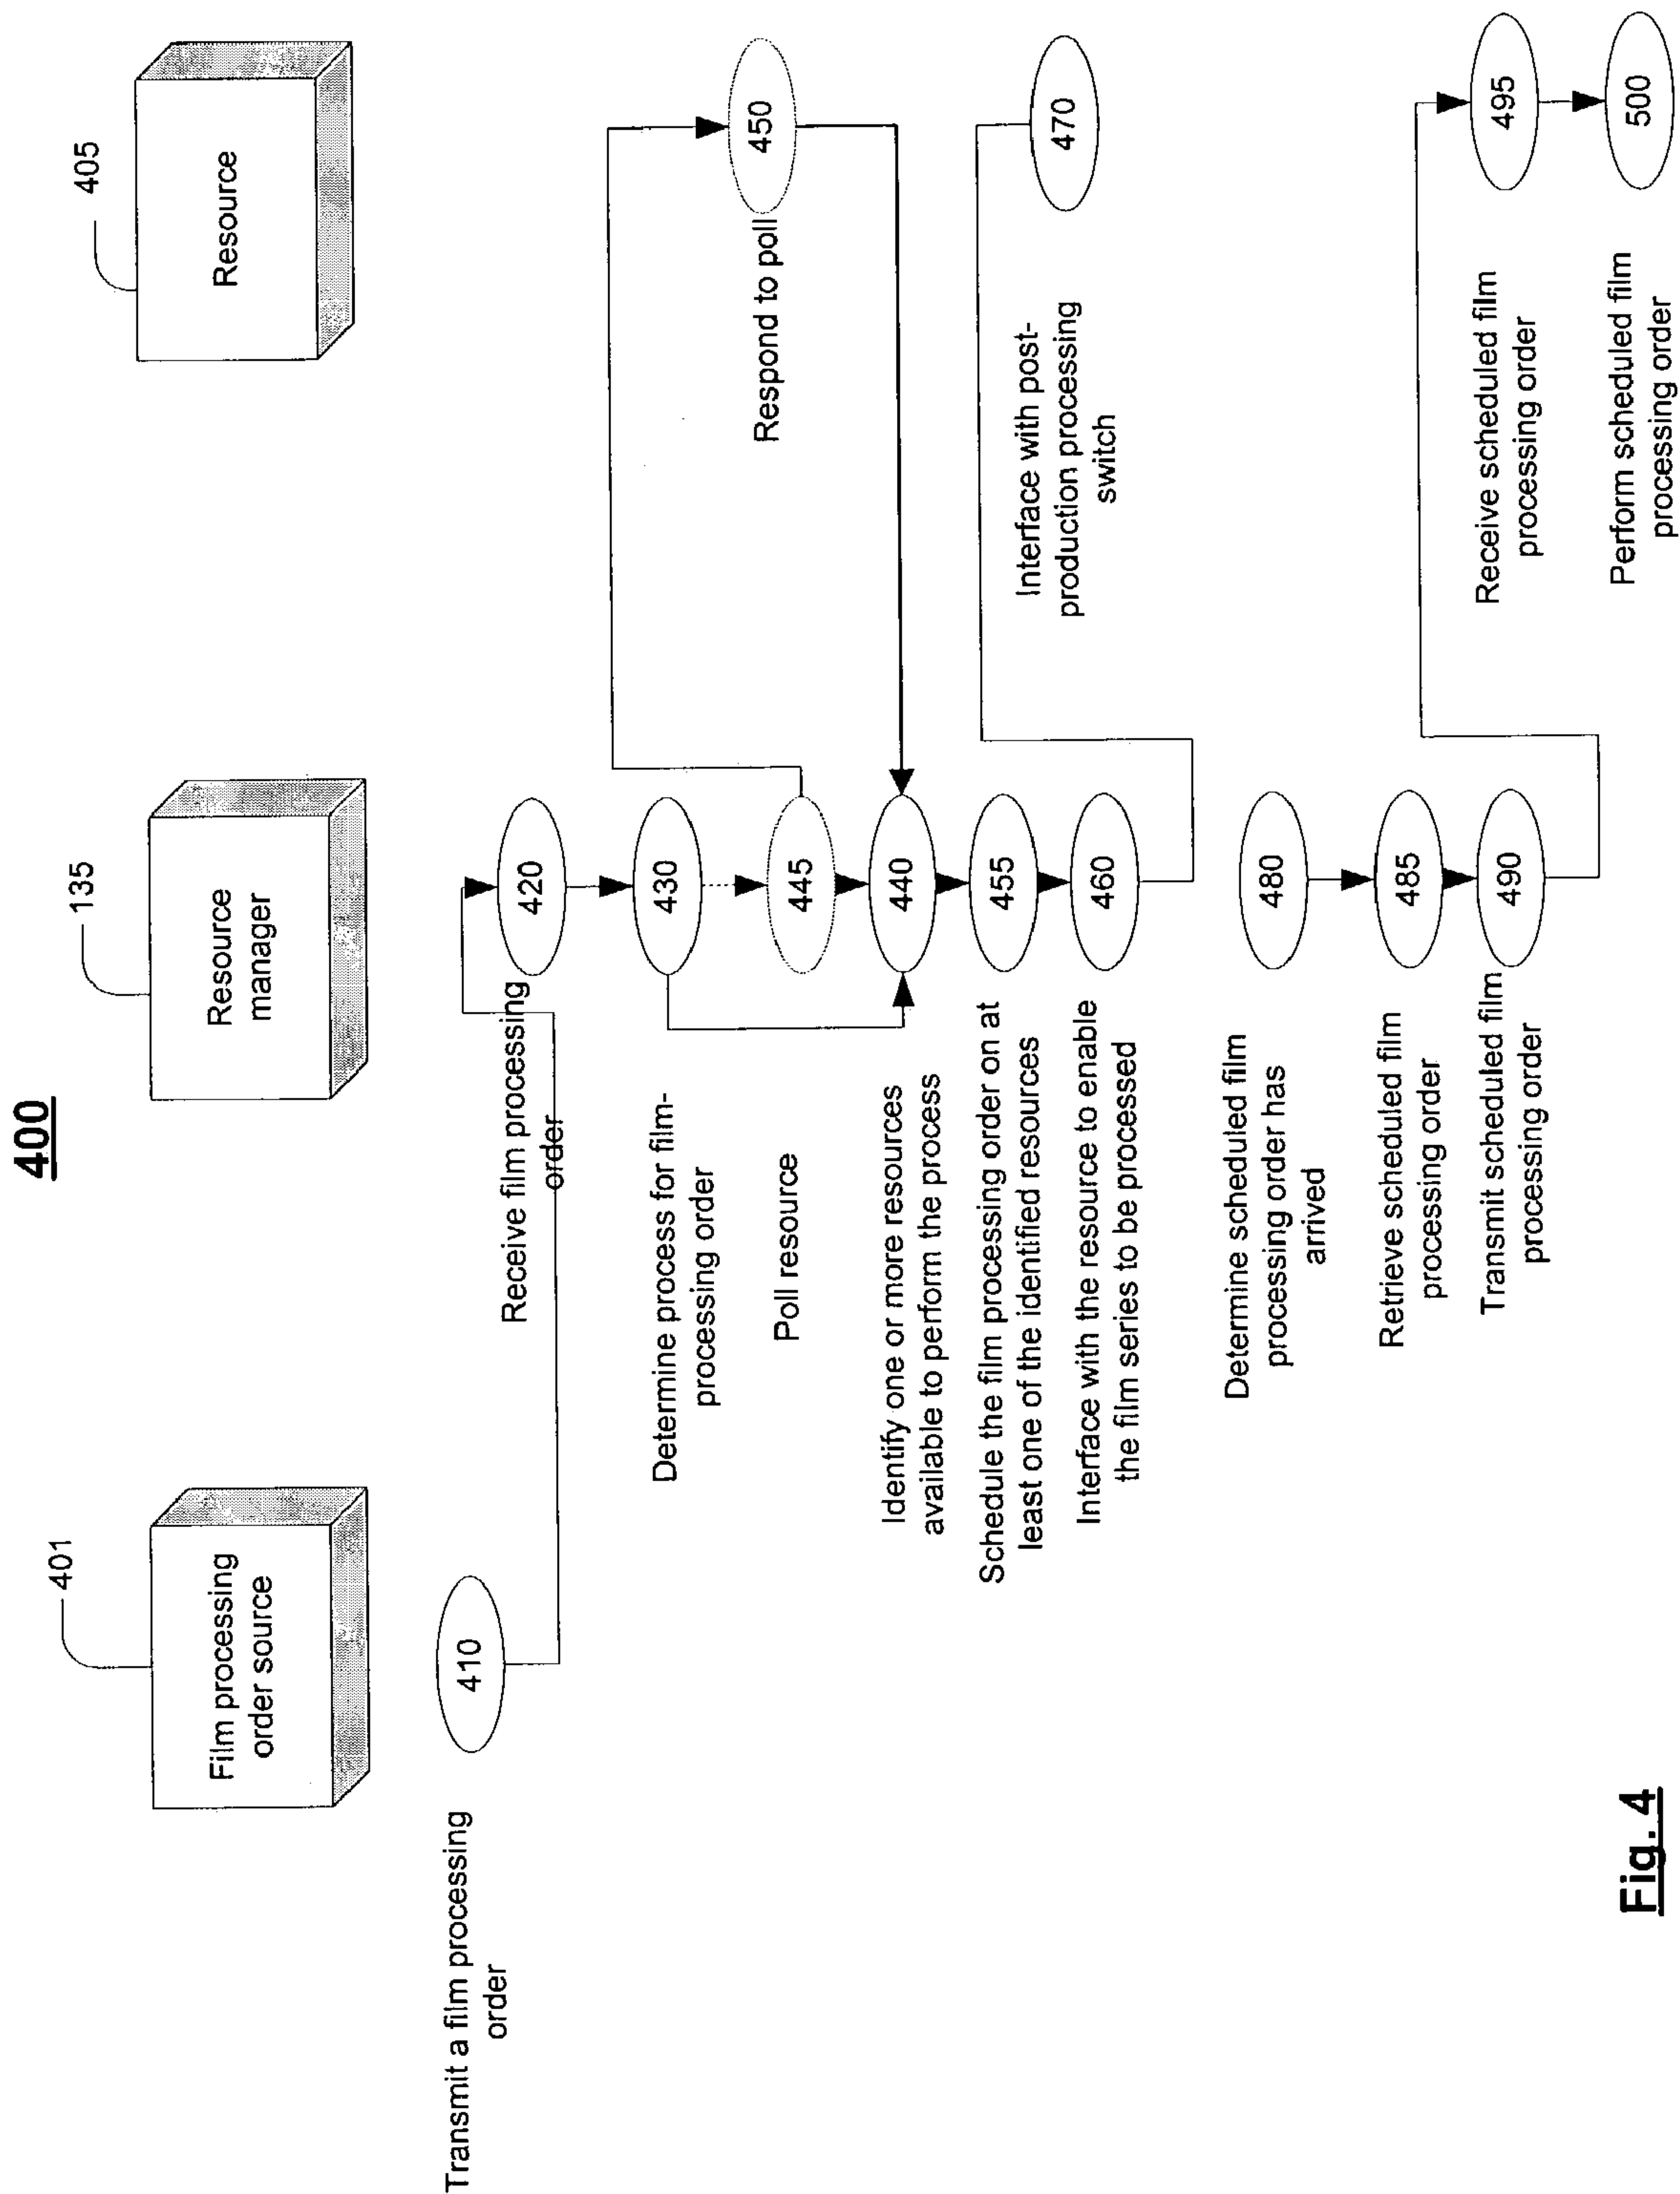 400
401
Film processing
order source
135
Resource
manager
405
Resource
410
Transmit a film processing
order
420
Receive film processing
order
430
Determine process for film-
processing order
445
Poll resource
450
Respond to poll
440
Identify one or more resources
available to perform the process
455
Schedule the film processing order on at
least one of the identified resources
460
Interface with the resource to enable
the film series to be processed
470
Interface with post-
production processing
switch
480
Determine scheduled film
processing order has
arrived
485
Retrieve scheduled film
processing order
490
Transmit scheduled film
processing order
495
Receive scheduled film
processing order
500
Perform scheduled film
processing order
Fig. 4